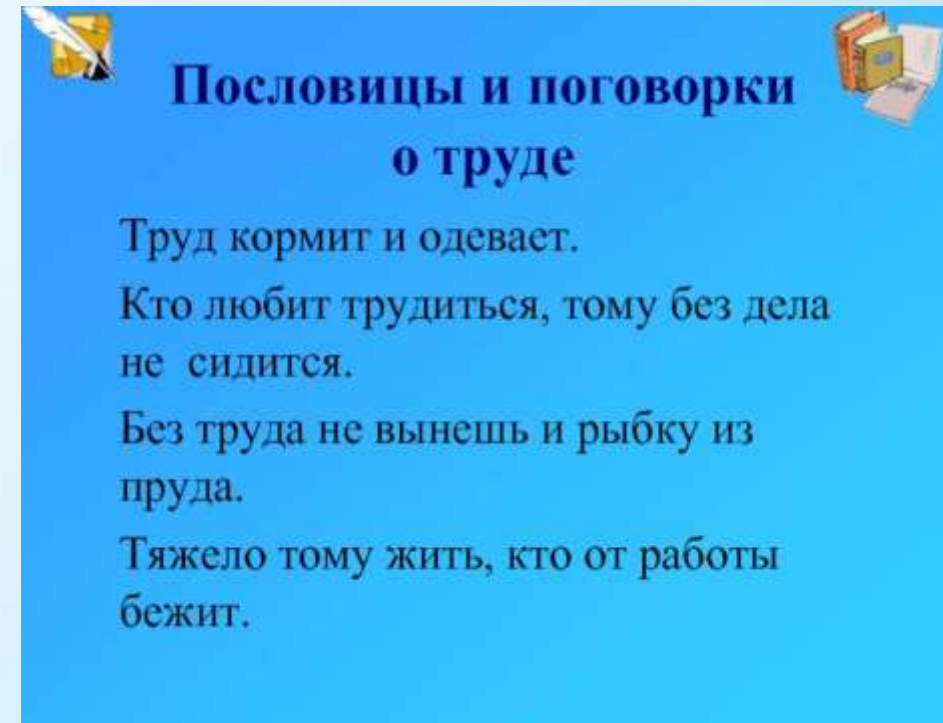 Пословицы и поговорки
о труде
Труд кормит и одевает.
Кто любит трудиться, тому без дела
не сидится.
Без труда не вынешь и рыбку из
пруда.
Тяжело тому жить, кто от работы
бежит.